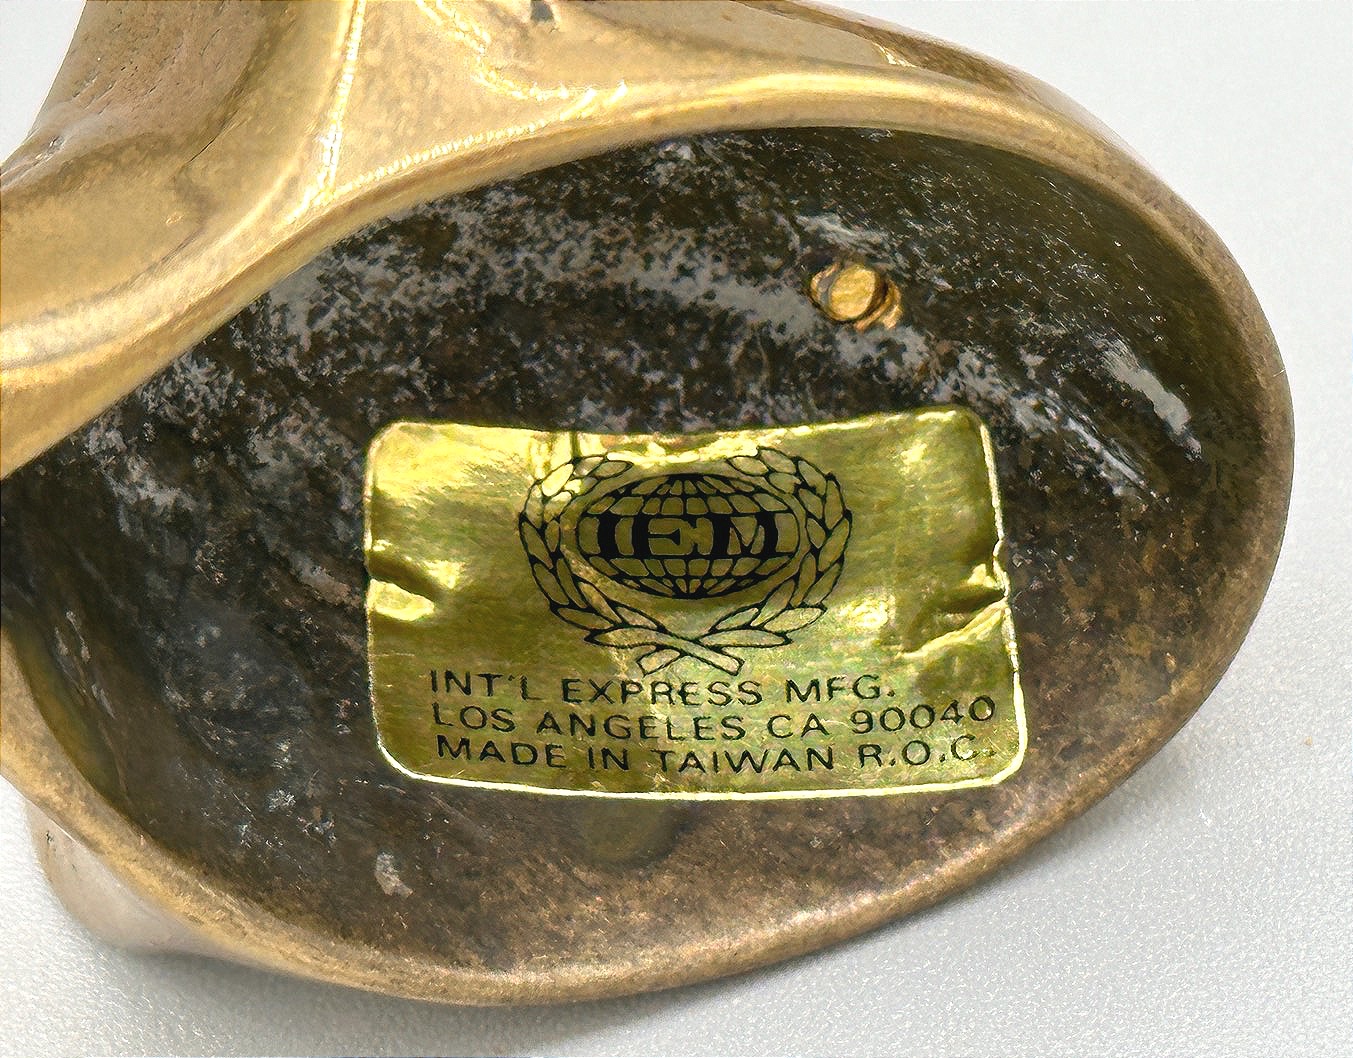 IEM
INT'L EXPRESS MFG.
LOS ANGELES CA 90040
MADE IN TAIWAN R.O.C.